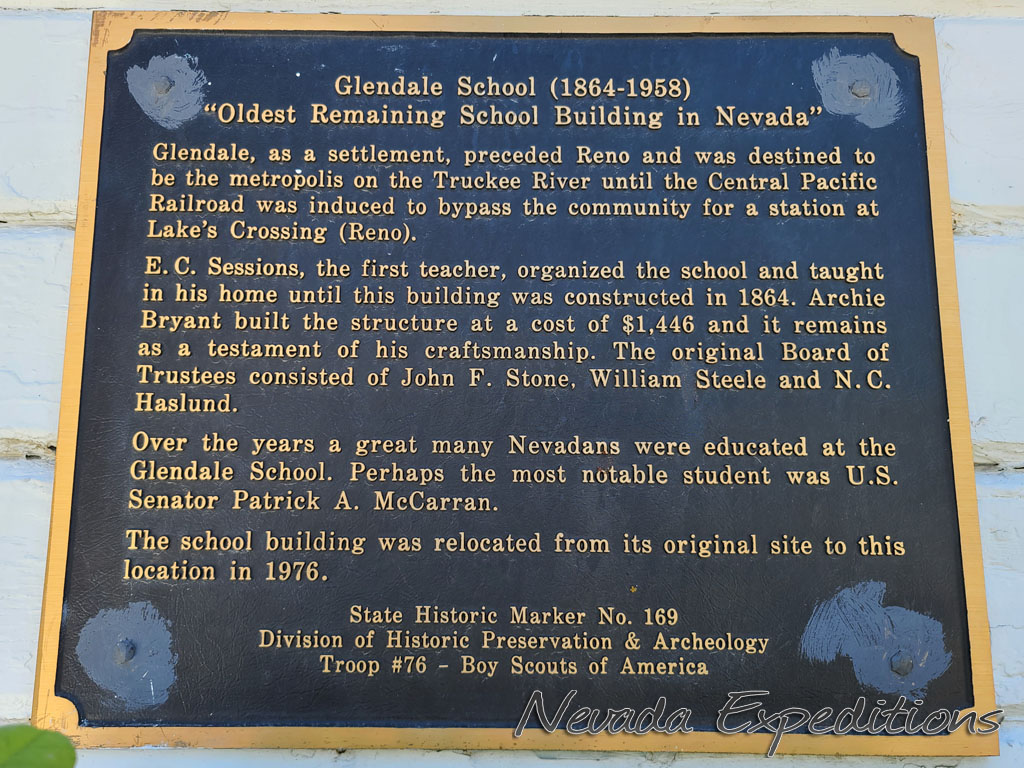 Glendale School (1864-1958)
"Oldest Remaining School Building in Nevada"
Glendale, as a settlement, preceded Reno and was destined to
be the metropolis on the Truckee River until the Central Pacific
Railroad was induced to bypass the community for a station at
Lake's Crossing (Reno).
E. C. Sessions, the first teacher, organized the school and taught
in his home until this building was constructed in 1864. Archie
Bryant built the structure at a cost of $1,446 and it remains
as a testament of his craftsmanship. The original Board of
Trustees consisted of John F. Stone, William Steele and N. C.
Haslund.
Over the years a great many Nevadans were educated at the
Glendale School. Perhaps the most notable student was U.S.
Senator Patrick A. McCarran.
The school building was relocated from its original site to this
location in 1976.
State Historic Marker No. 169
Division of Historic Preservation & Archeology
Troop #76 - Boy Scouts of America
Nevada Expeditions